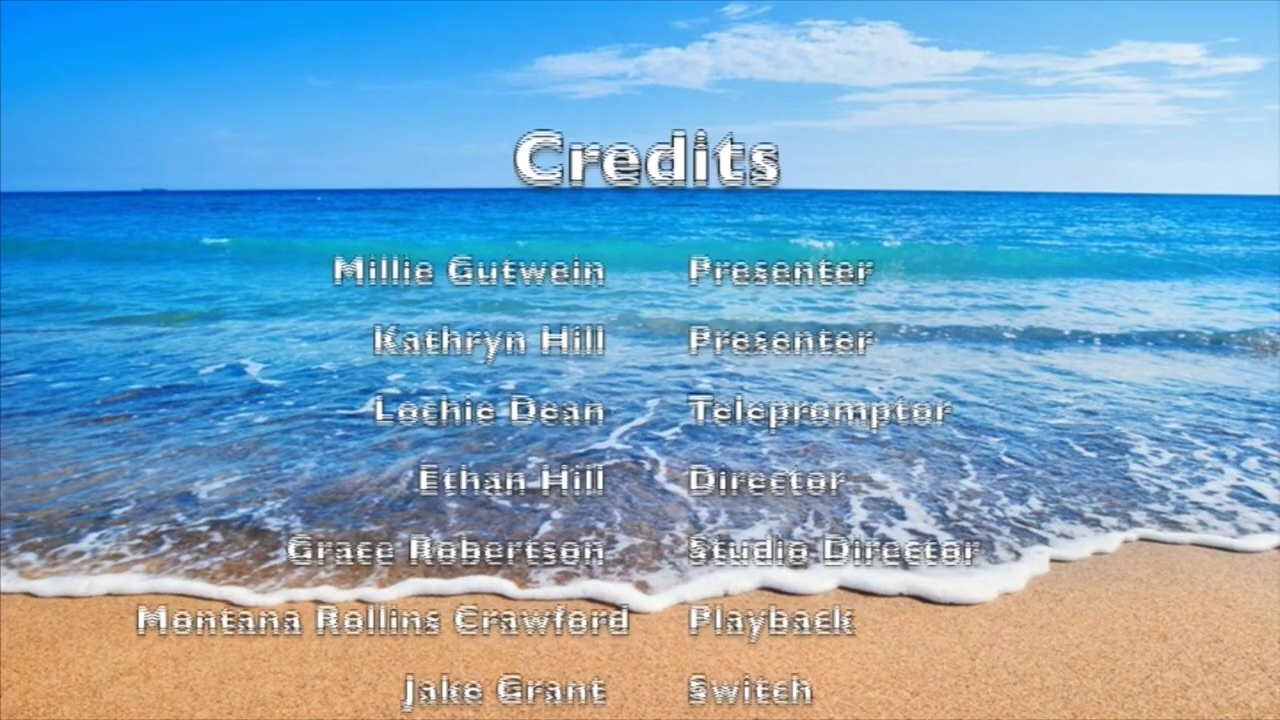 Credits
Millie Gutwein Presenter
Kathryn Hill Presenter
Lochie Dean Telepromptor
Ethan Hill Director
Grace Robertson Studio Director
Montana Rollins Crawford Playback
Jake Grant Switch